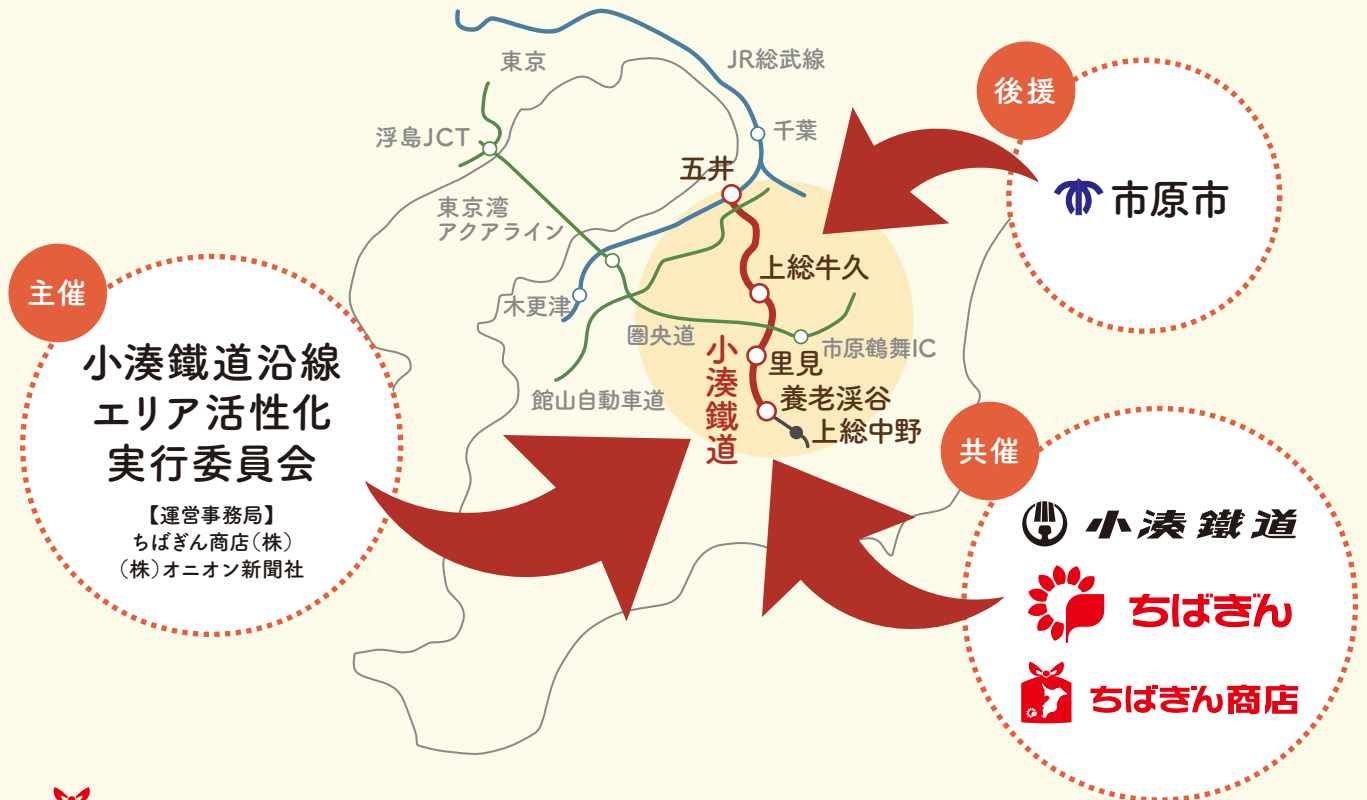 東京
JR総武線
浮島JCT
千葉
五井
東京湾
アクアライン
上総牛久
木更津
圏央道
市原鶴舞IC
里見
館山自動車道
養老渓谷
上総中野
小湊鐵道
後援
市原市
主催
小湊鐵道沿線
エリア活性化
実行委員会
【運営事務局】
ちばぎん商店（株）
（株）オニオン新聞社
共催
小湊鐵道
ちばぎん
ちばぎん商店